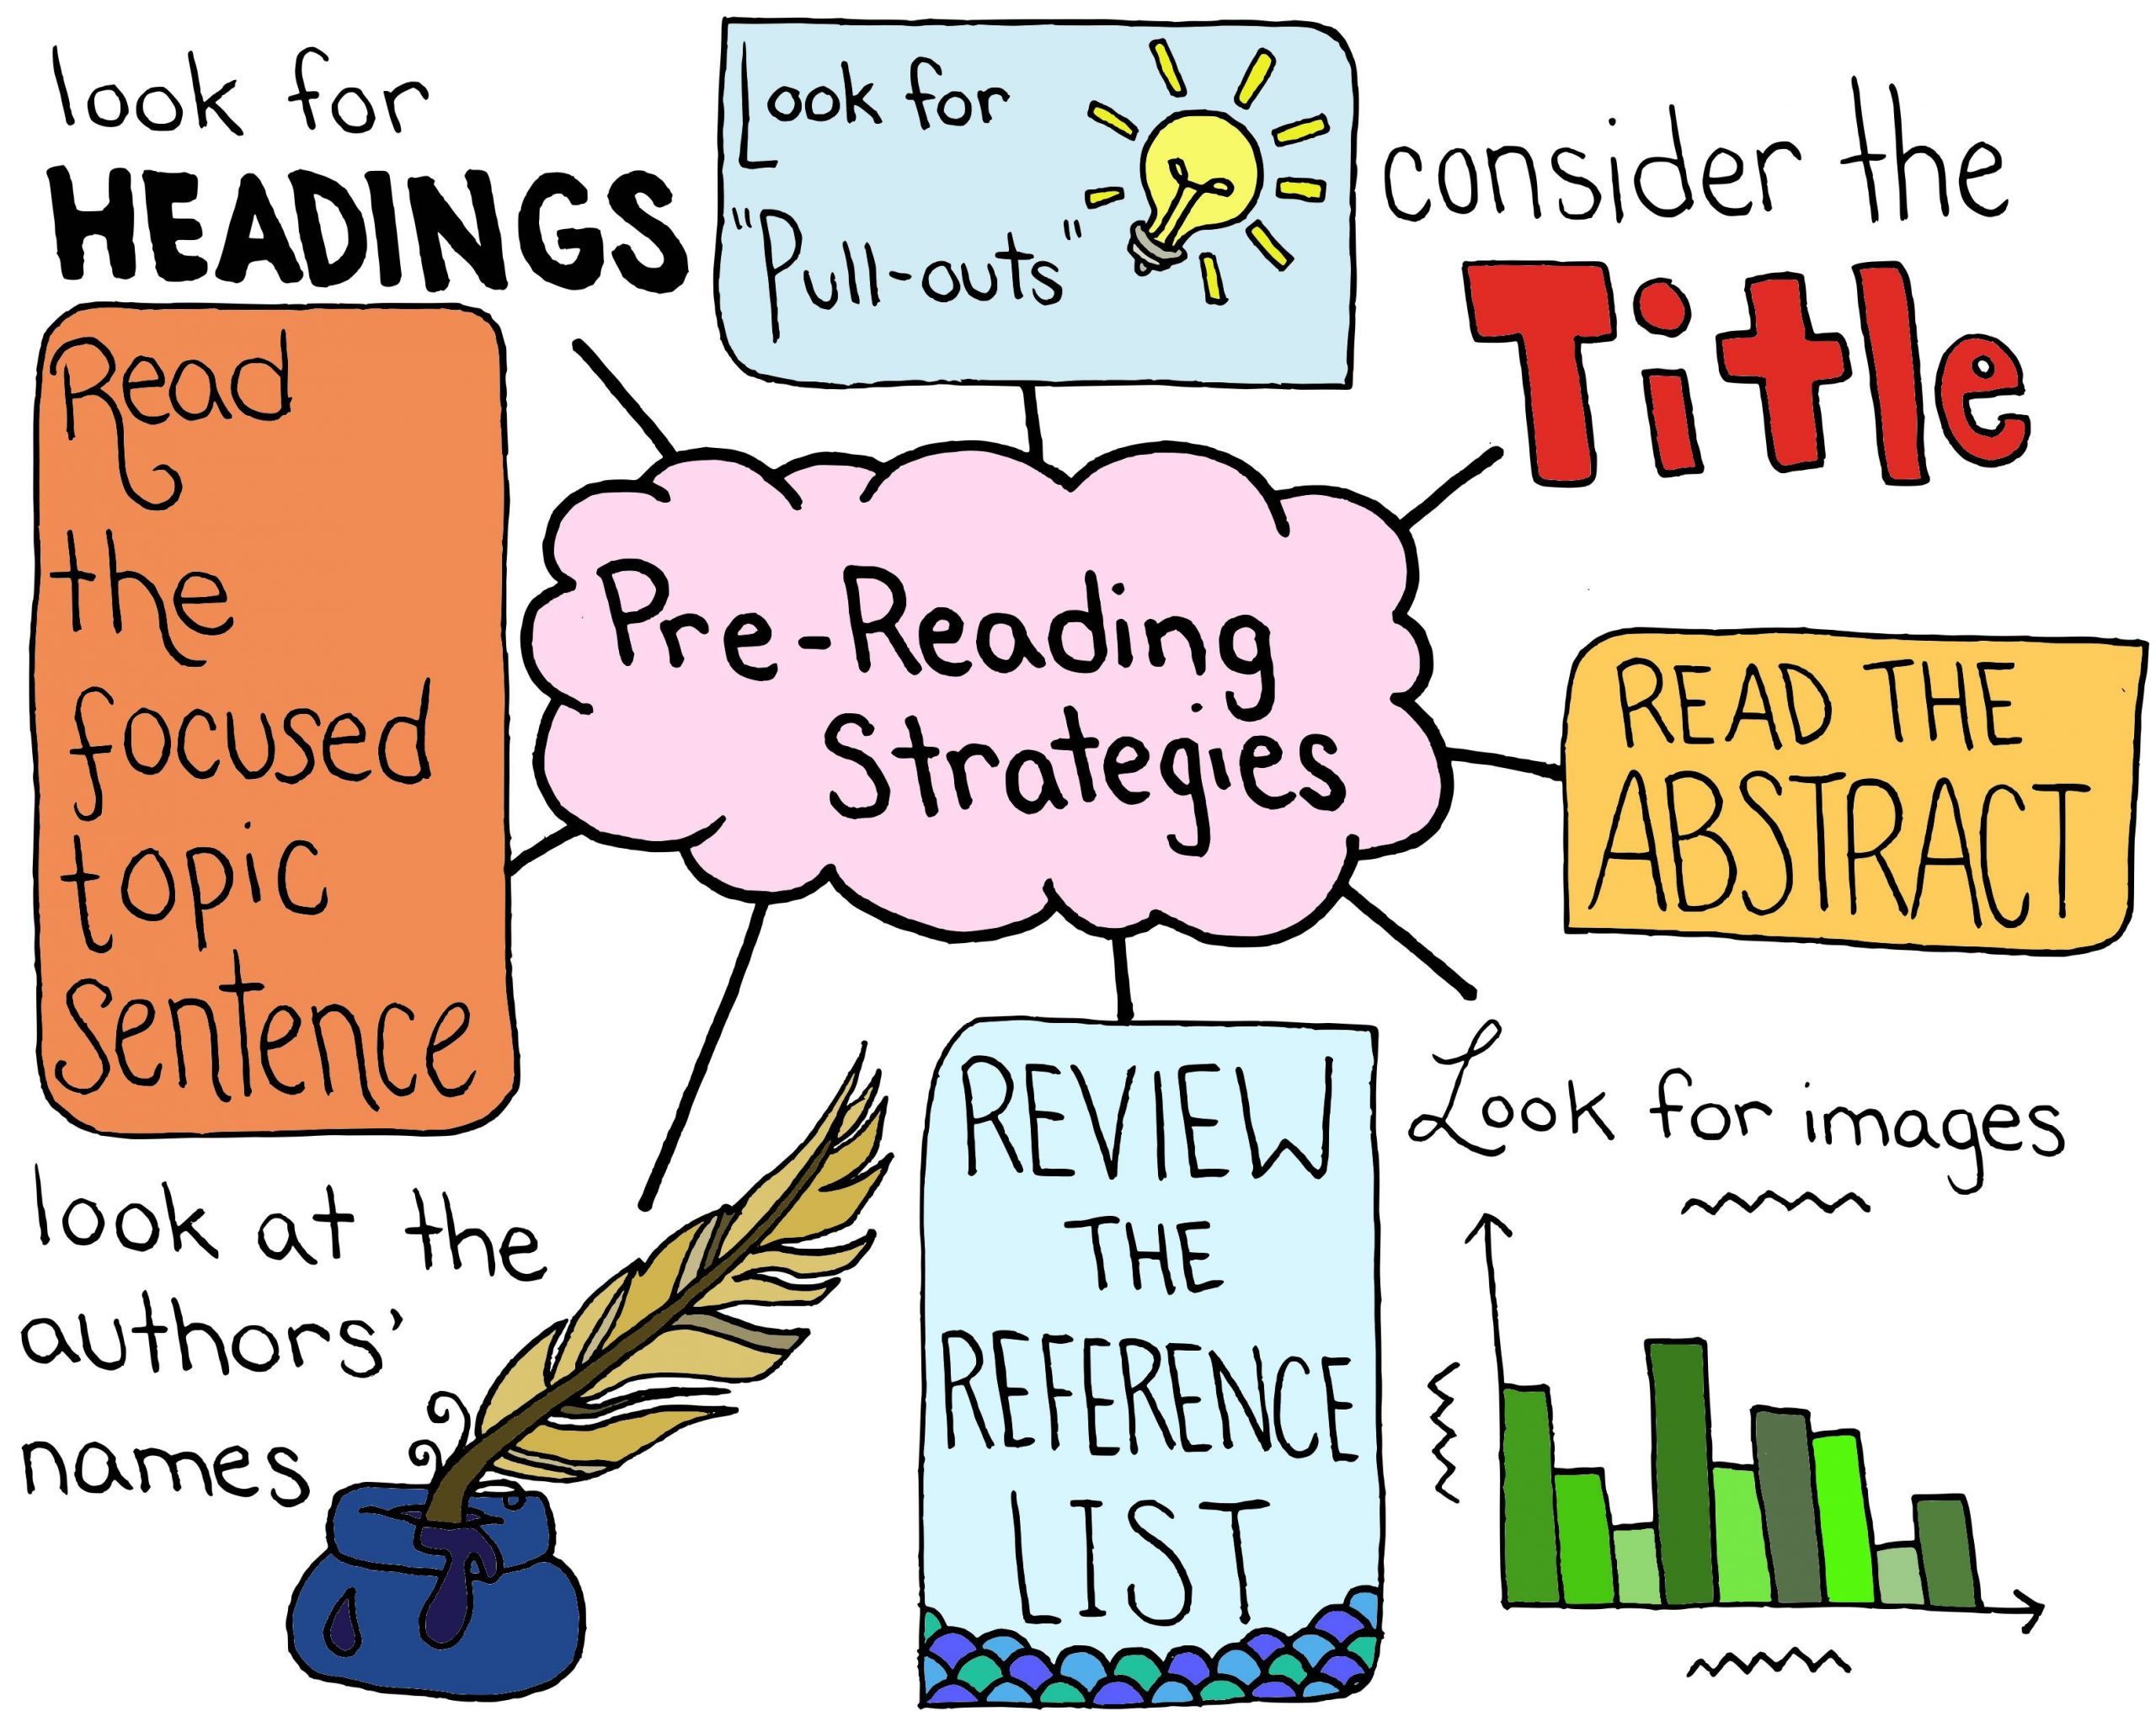 look for
HEADINGS
Look for
"Pull-outs"
consider the
Title
Read
the
focused
topic
sentence
Pre-Reading
Strategies
READ THE
ABSTRACT
look at the
authors'
names
REVIEW
THE
REFERENCE
LIST
Look for images